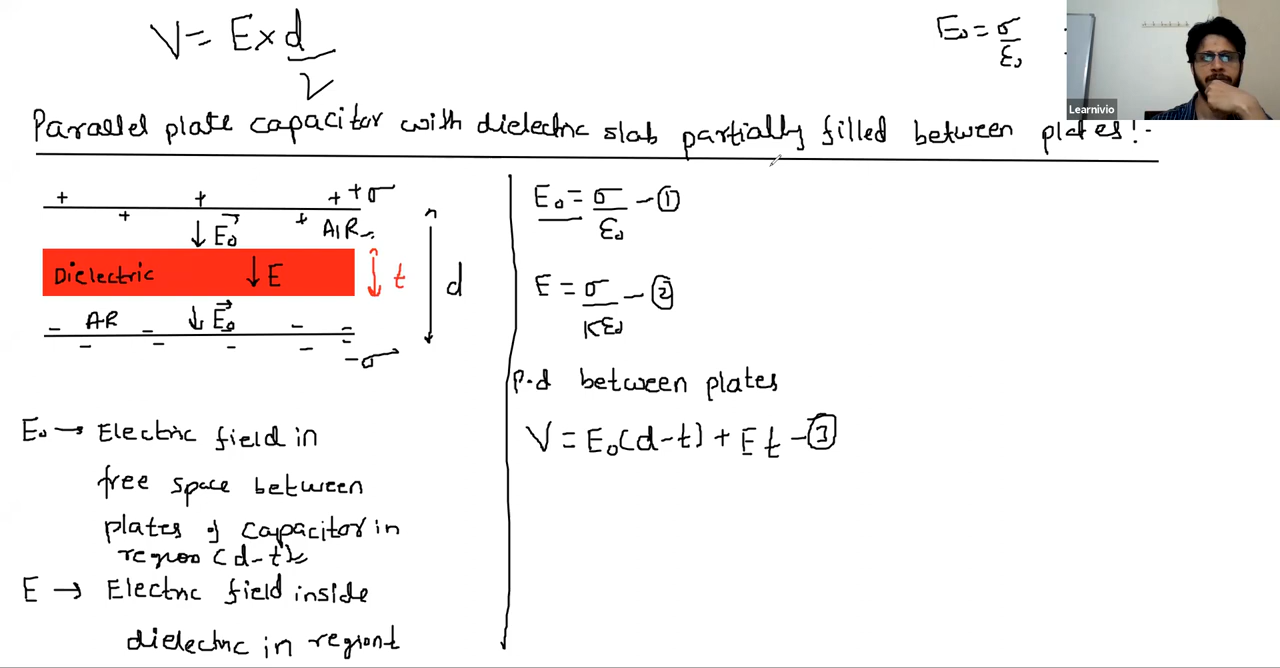 V = E × d
E₀ = σ/ε₀
Learnivio
Parallel plate capacitor with dielectric slab partially filled between plates!-
+ + + +σ
+ +
↓ E₀ AIR
Dielectric ↓ E t d
AR ↓ E₀
-σ
E₀ → Electric field in
free space between
plates of capacitor in
region (d-t)
E → Electric field inside
dielectric in region t
E₀ = σ/ε₀ - ①
E = σ/Kε₀ - ②
P.d between plates
V = E₀(d-t) + Et - ③